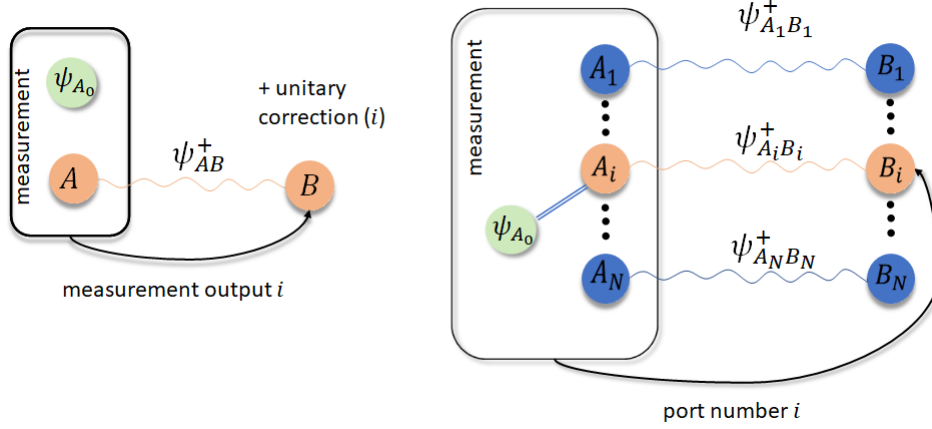 measurement
ψ_{A_0}
+ unitary
correction (i)
ψ^+_{AB}
A
B
measurement output i
measurement
ψ^+_{A_1B_1}
A_1
B_1
ψ^+_{A_iB_i}
A_i
B_i
ψ_{A_0}
ψ^+_{A_NB_N}
A_N
B_N
port number i